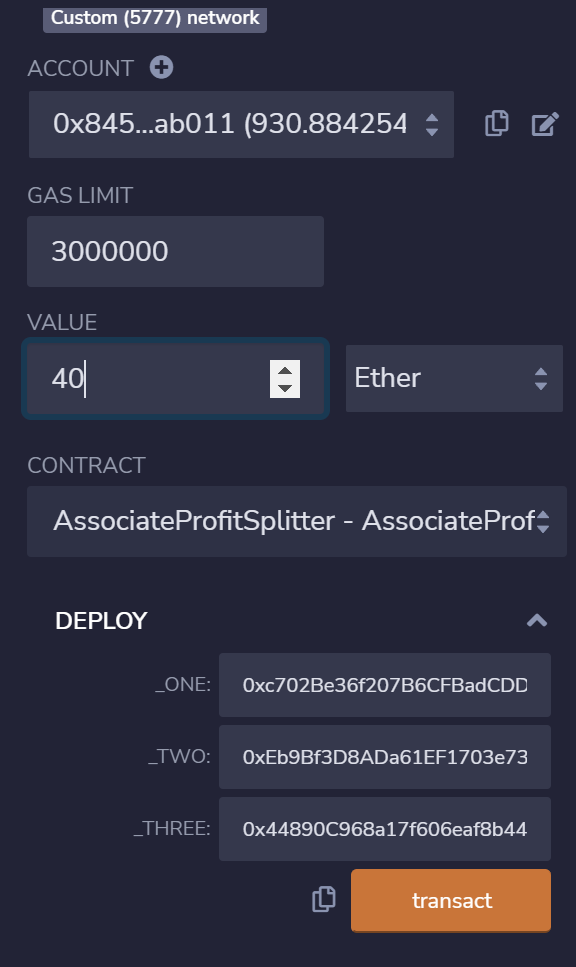 Custom (5777) network
ACCOUNT
0x845...ab011 (930.884254
GAS LIMIT
3000000
VALUE
40
Ether
CONTRACT
AssociateProfitSplitter - AssociateProf
DEPLOY
_ONE: 0xc702Be36f207B6CFBadCDD
_TWO: 0xEb9Bf3D8ADa61EF1703e73
_THREE: 0x44890C968a17f606eaf8b44
transact